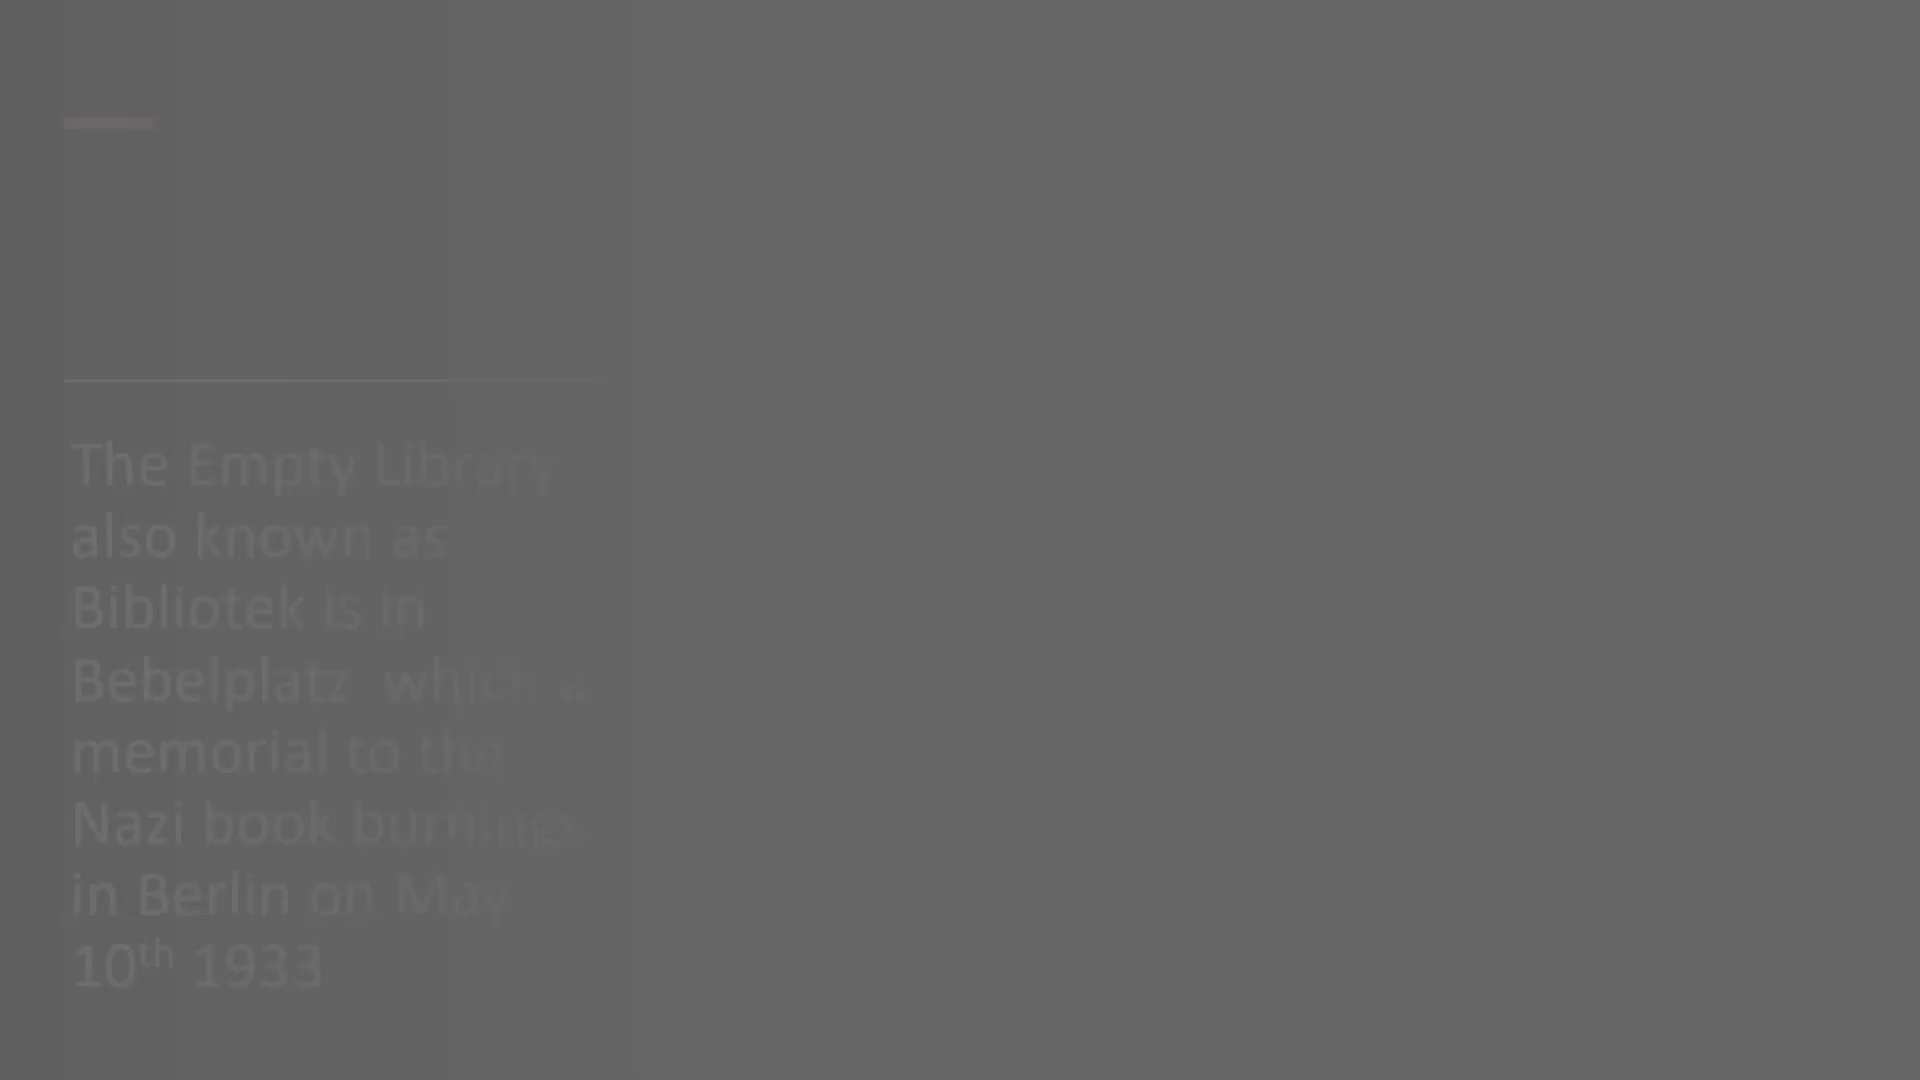 The Empty Library
also known as
Bibliotek is in
Bebelplatz which a
memorial to the
Nazi book burnings
in Berlin on May
10th 1933